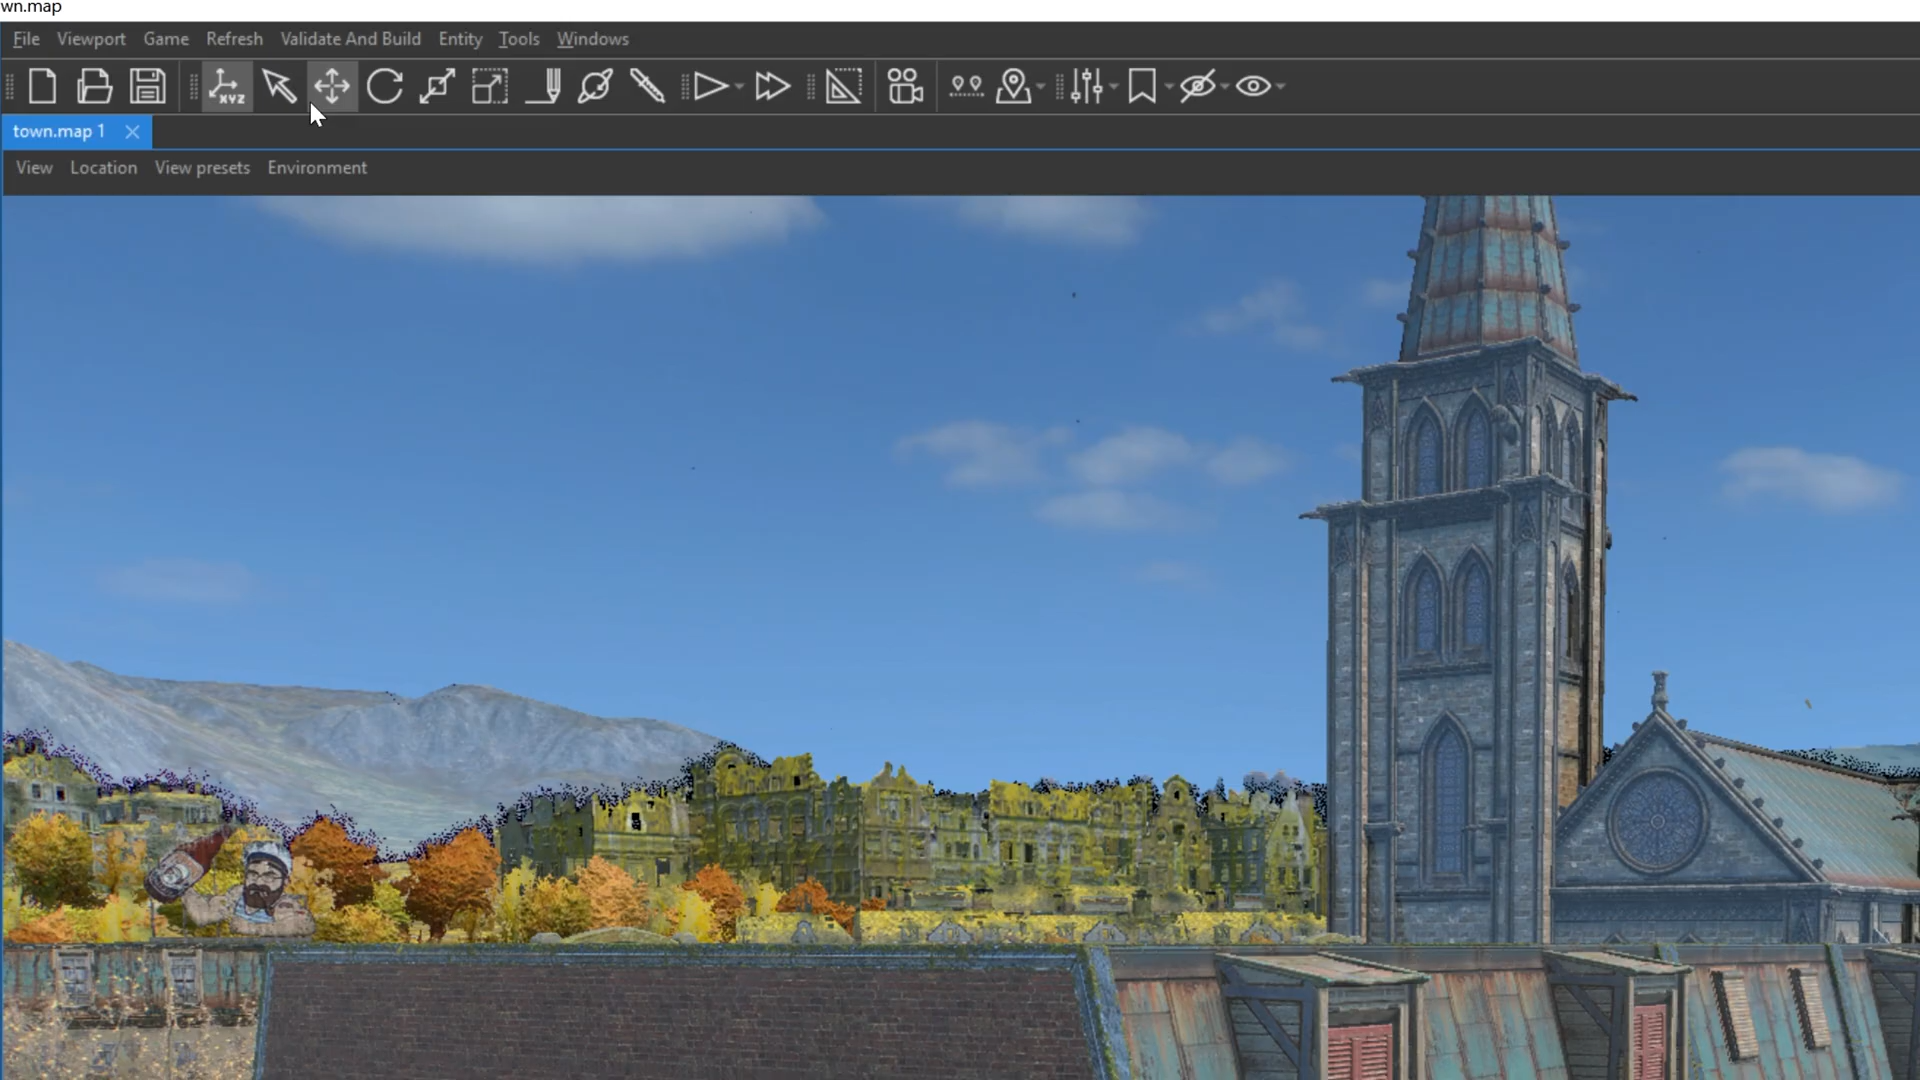 wn.map
File Viewport Game Refresh Validate And Build Entity Tools Windows
XYZ
town.map 1
View Location View presets Environment